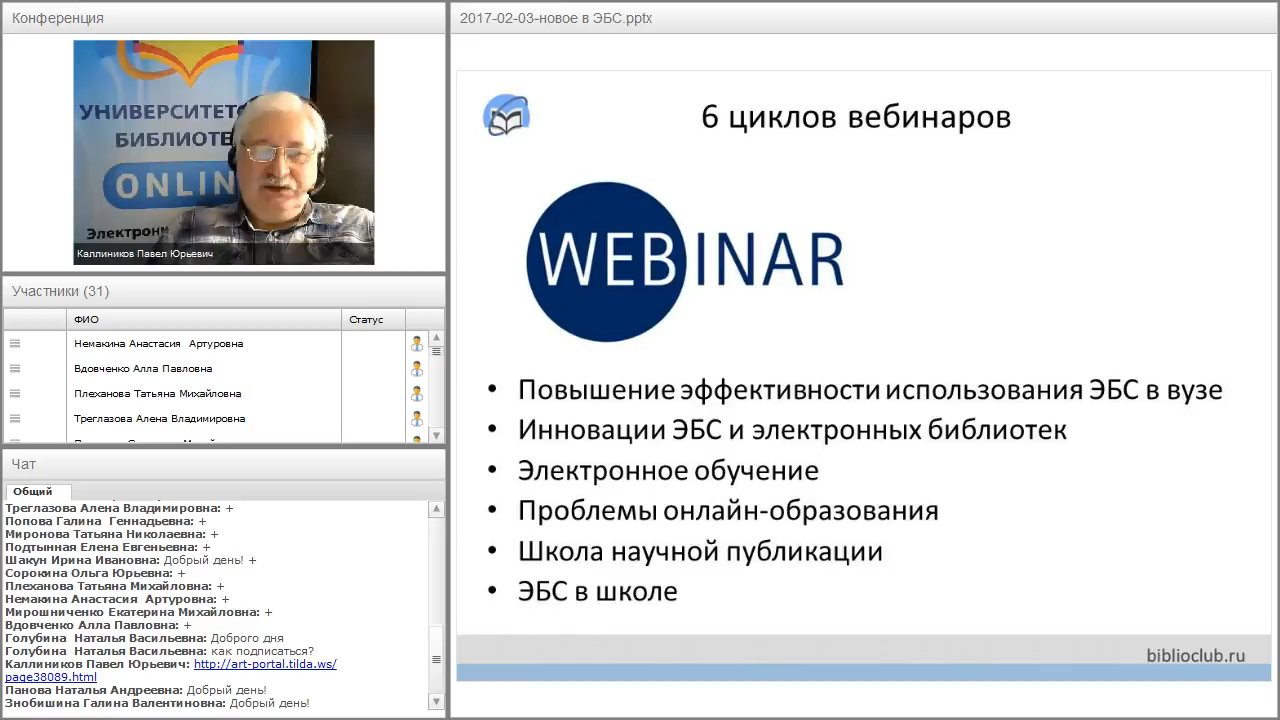 Конференция
УНИВЕРСИТЕТС
БИБЛИОТЕ
ONLIN
Электронн
Каллиников Павел Юрьевич
Участники (31)
ФИО Статус
Немакина Анастасия Артуровна
Вдовченко Алла Павловна
Плеханова Татьяна Михайловна
Треглазова Алена Владимировна
Чат
Общий
Треглазова Алена Владимировна: +
Попова Галина Геннадьевна: +
Миронова Татьяна Николаевна: +
Подтынная Елена Евгеньевна: +
Шакун Ирина Ивановна: Добрый день! +
Сорокина Ольга Юрьевна: +
Плеханова Татьяна Михайловна: +
Немакина Анастасия Артуровна: +
Мирошниченко Екатерина Михайловна: +
Вдовченко Алла Павловна: +
Голубина Наталья Васильевна: Доброго дня
Голубина Наталья Васильевна: как подписаться?
Каллиников Павел Юрьевич: http://art-portal.tilda.ws/
page38089.html
Панова Наталья Андреевна: Добрый день!
Знобишина Галина Валентиновна: Добрый день!
2017-02-03-новое в ЭБС.pptx
6 циклов вебинаров
WEBINAR
• Повышение эффективности использования ЭБС в вузе
• Инновации ЭБС и электронных библиотек
• Электронное обучение
• Проблемы онлайн-образования
• Школа научной публикации
• ЭБС в школе
biblioclub.ru